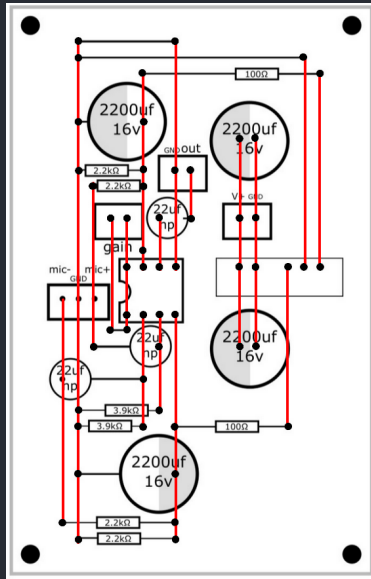 100Ω
2200uf
16v
2200uf
16v
GND out
2.2kΩ
2.2kΩ
22uf
np
V+ GND
gain
mic- mic+
GND
22uf
np
2200uf
16v
22uf
np
3.9kΩ
3.9kΩ
100Ω
2200uf
16v
2.2kΩ
2.2kΩ